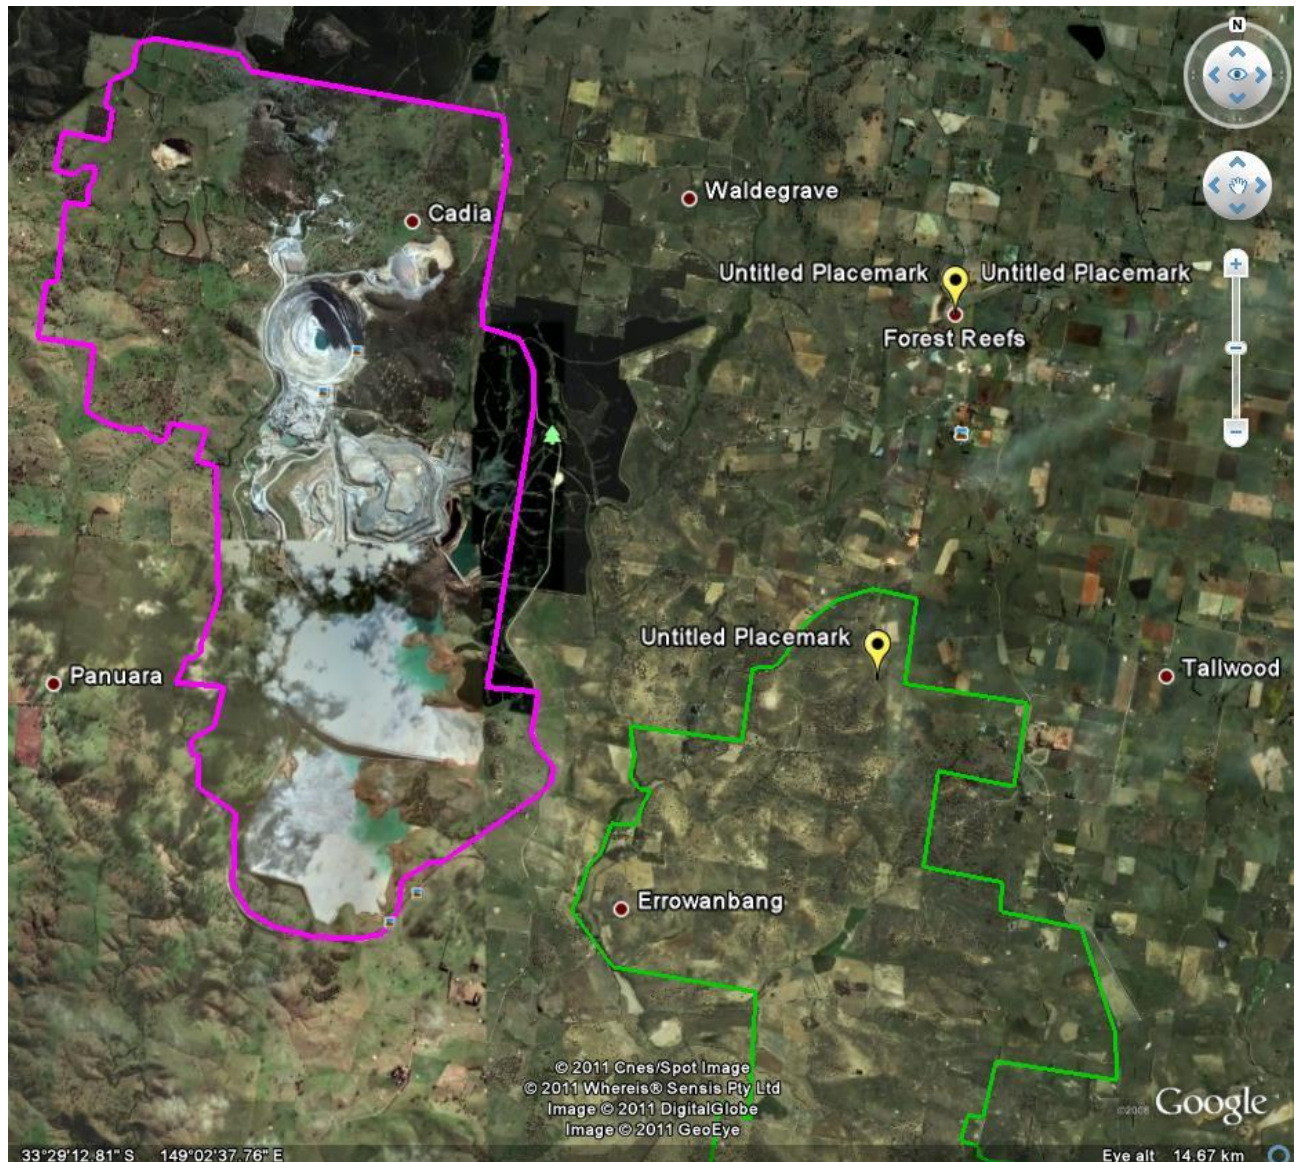 N
Waldegrave
Cadia
Untitled Placemark
Untitled Placemark
Forest Reefs
Untitled Placemark
Panuara
Tallwood
Errowanbang
© 2011 Cnes/Spot Image
© 2011 Whereis® Sensis Pty Ltd
Image © 2011 DigitalGlobe
Image © 2011 GeoEye
©2008 Google
33°29'12.81" S 149°02'37.76" E
Eye alt 14.67 km